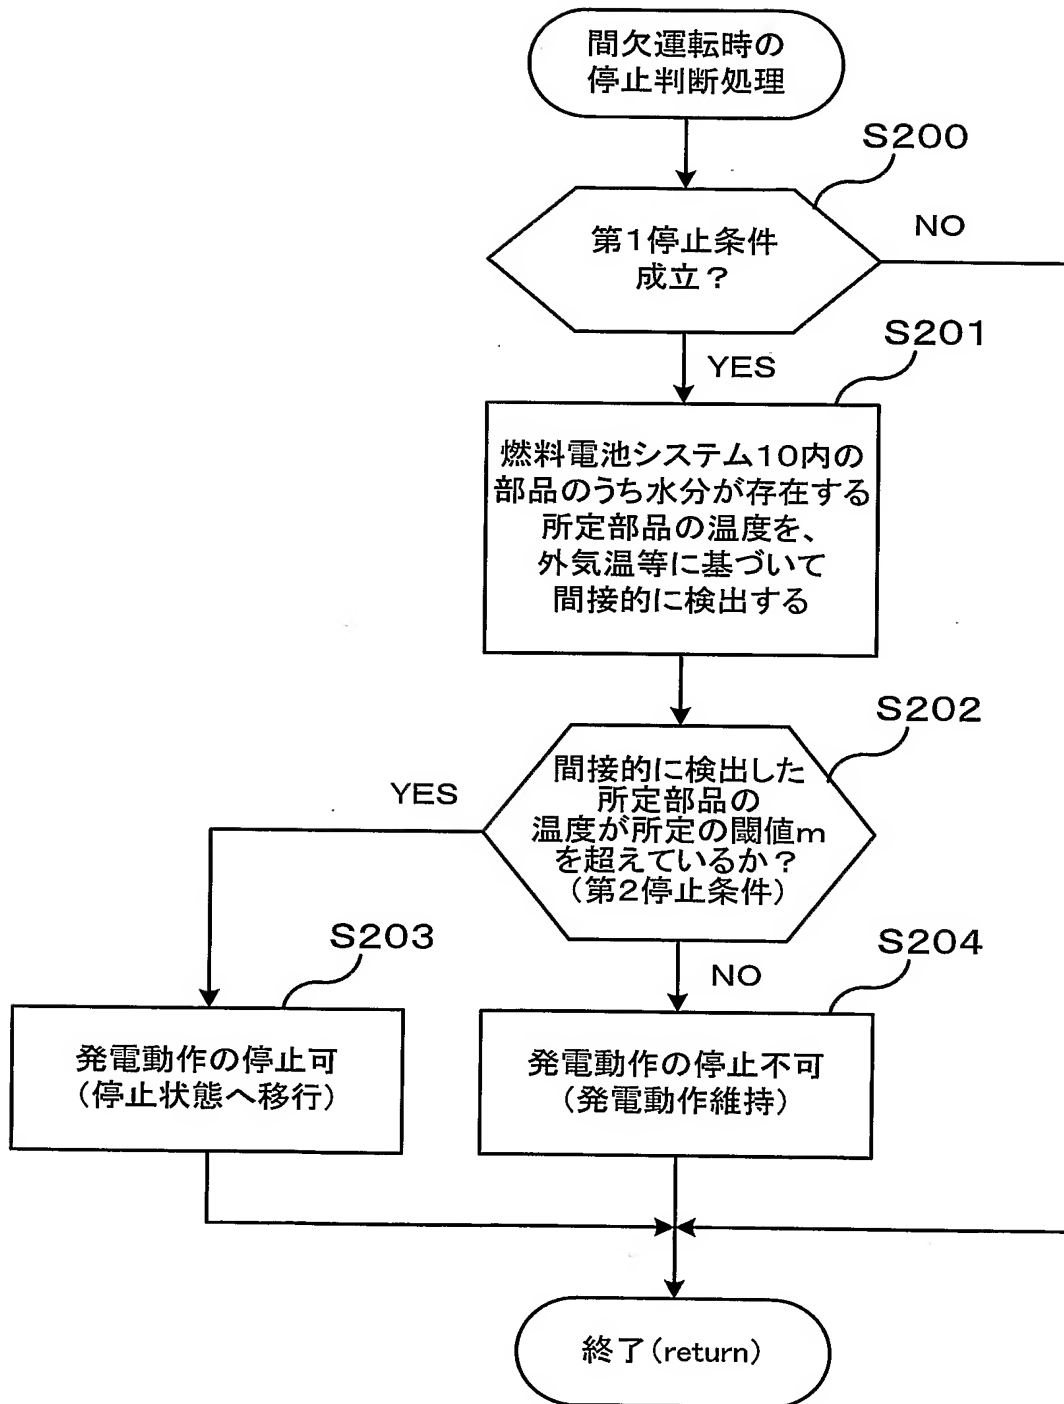 間欠運転時の
停止判断処理
S200
第1停止条件
成立?
NO
YES
S201
燃料電池システム10内の
部品のうち水分が存在する
所定部品の温度を、
外気温等に基づいて
間接的に検出する
S202
間接的に検出した
所定部品の
温度が所定の閾値m
を超えているか?
(第2停止条件)
YES
NO
S203
発電動作の停止可
(停止状態へ移行)
S204
発電動作の停止不可
(発電動作維持)
終了(return)